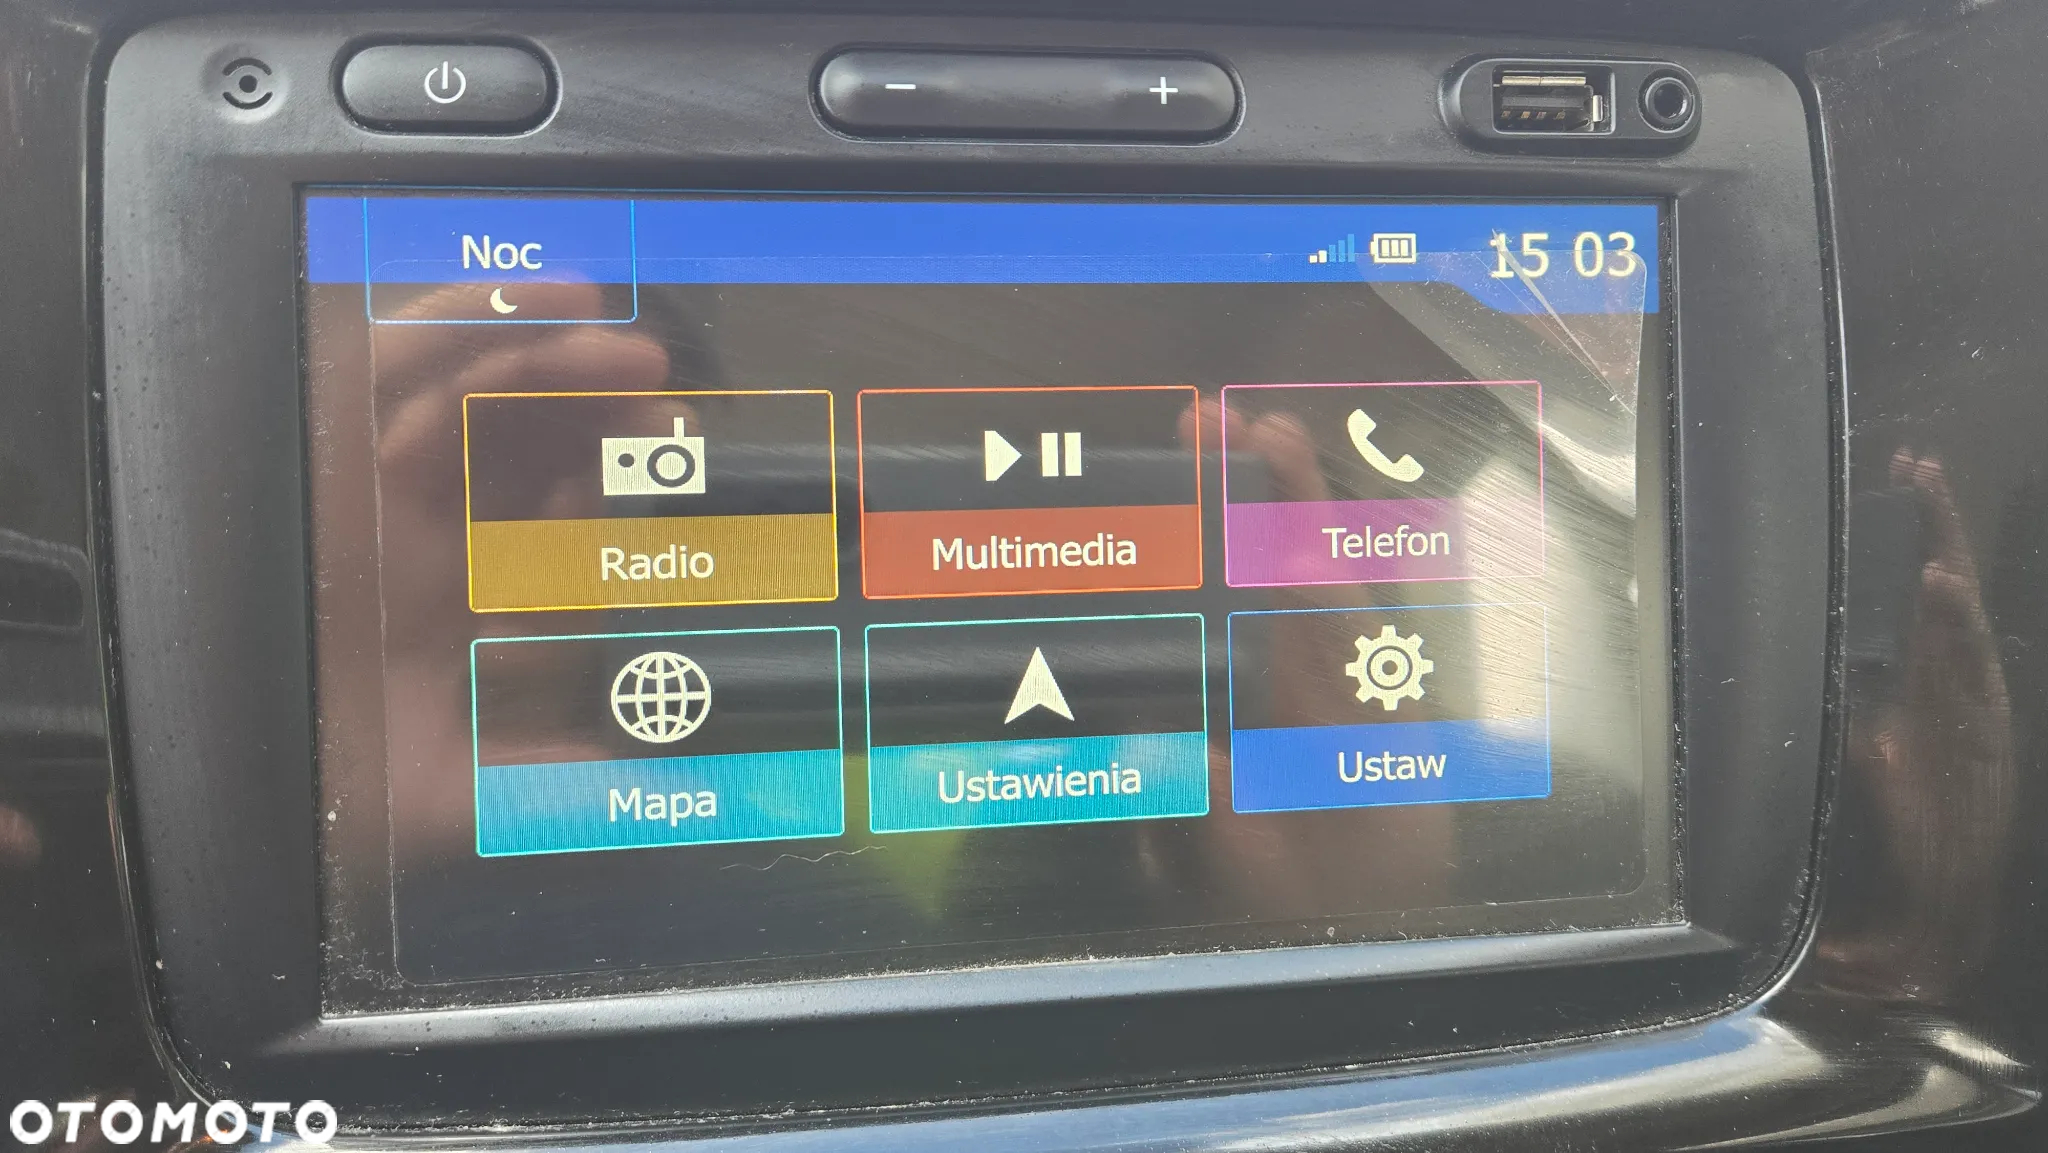 Noc
15 03
Radio
Multimedia
Telefon
Mapa
Ustawienia
Ustaw
OTOMOTO